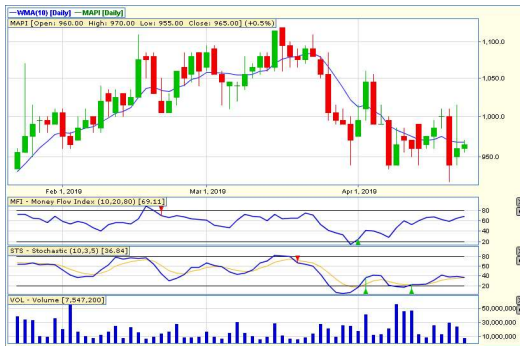 WMA(10) [Daily] MAPI [Daily]
MAPI [Open: 960.00 High: 970.00 Low: 955.00 Close: 965.00] (+0.5%)
1,100.0
1,050.0
1,000.0
950.0
Feb 1, 2019 Mar 1, 2019 Apr 1, 2019
MFI - Money Flow Index (10,20,80) [69.11]
80
60
40
20
STS - Stochastic (10,3,5) [36.84]
80
60
40
20
VOL - Volume [7,547,200]
50,000,000
30,000,000
10,000,000